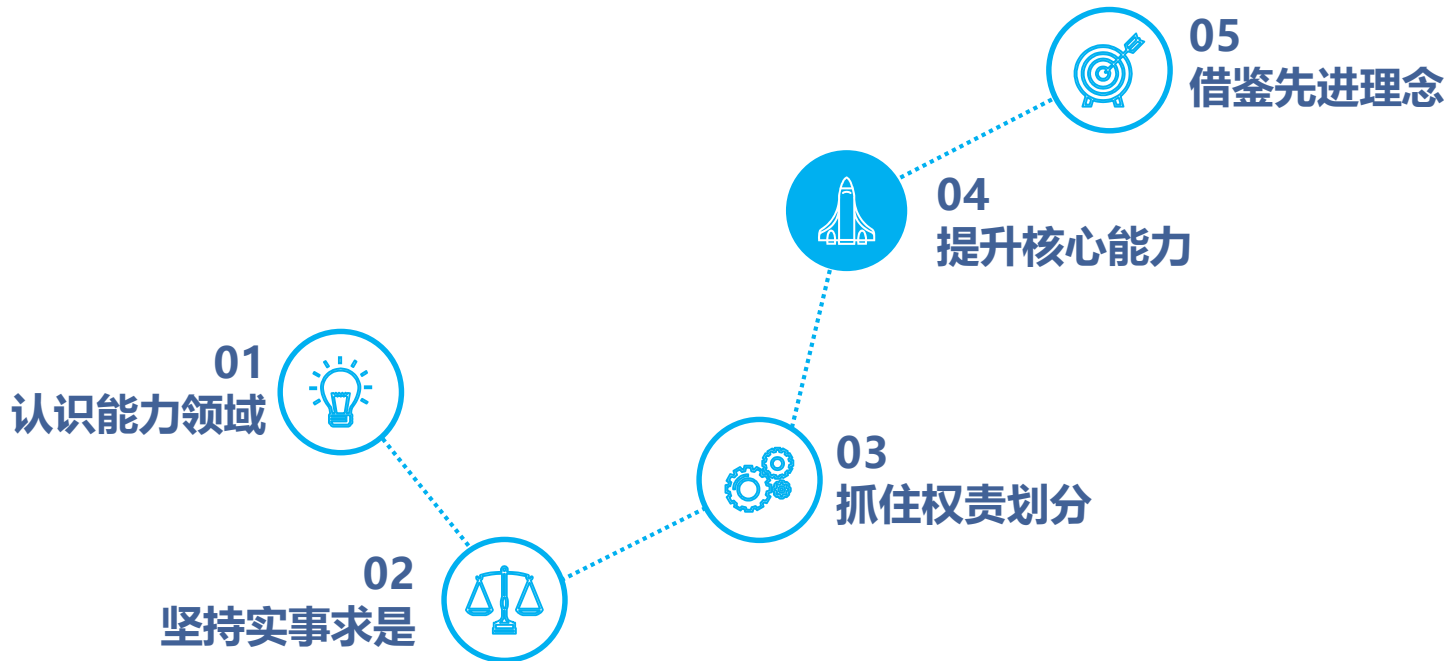 01
认识能力领域
02
坚持实事求是
03
抓住权责划分
04
提升核心能力
05
借鉴先进理念